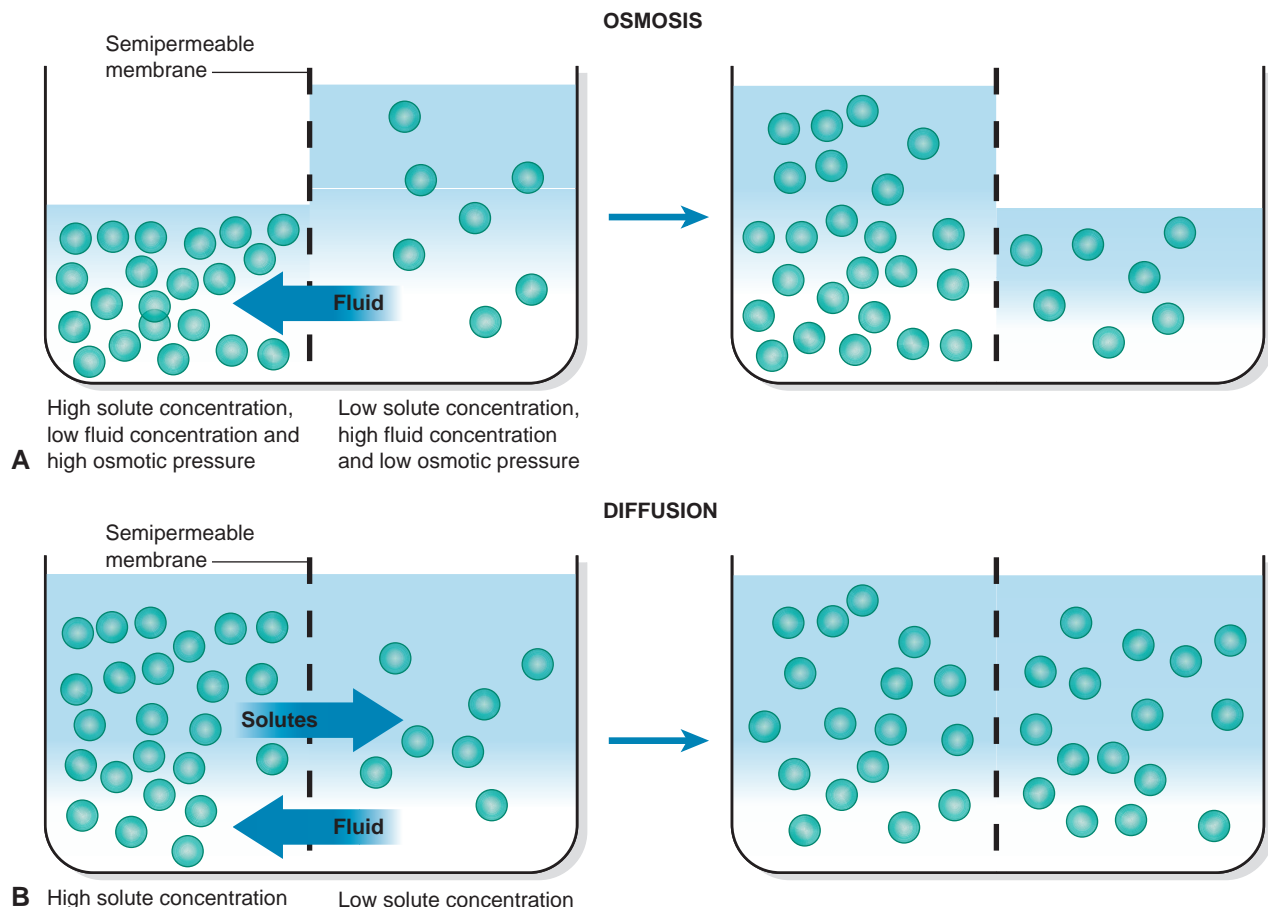 OSMOSIS
Semipermeable
membrane
Fluid
High solute concentration,
low fluid concentration and
high osmotic pressure
Low solute concentration,
high fluid concentration
and low osmotic pressure
A
DIFFUSION
Semipermeable
membrane
Solutes
Fluid
B
High solute concentration
Low solute concentration